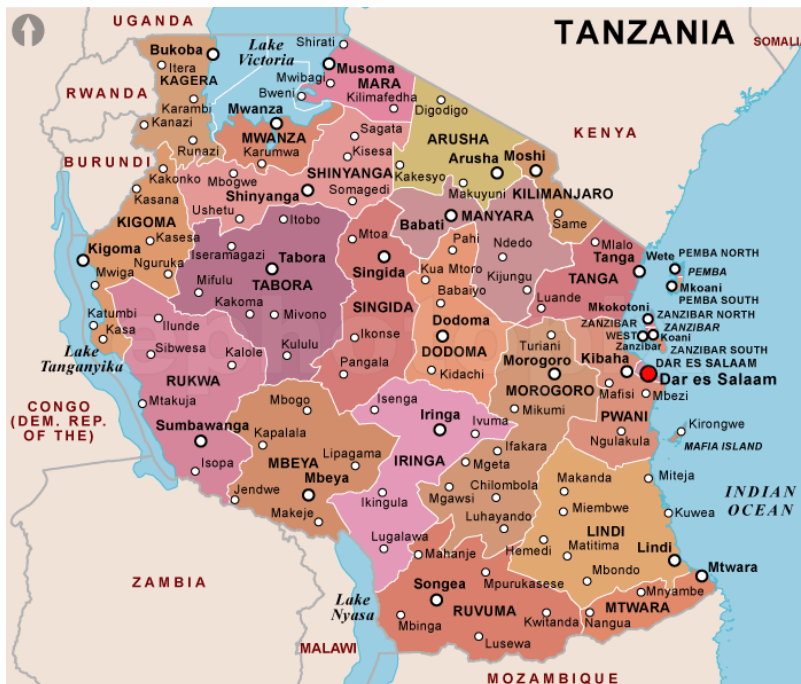 UGANDA
TANZANIA
SOMALIA
Lake
Victoria
Shirati
Bukoba
Itera
KAGERA
Musoma
MARA
Mwibagi
Bweni
Kilimafedha
RWANDA
Karambi
Kanazi
Runazi
Mwanza
MWANZA
Karumwa
Digodigo
KENYA
Sagata
Kisesa
ARUSHA
Arusha
Moshi
BURUNDI
Kakonko
Kasana
Mbogwe
SHINYANGA
Shinyanga
Somagedi
Kakesyo
Makuyuni
KILIMANJARO
Same
KIGOMA
Kigoma
Kasesa
Nguruka
Mwiga
Ushetu
Itobo
Iseramagazi
Tabora
TABORA
Mifulu
Kakoma
Mivono
Kululu
Mtoa
Singida
SINGIDA
Ikonse
Pangala
Babati
MANYARA
Pahi
Ndedo
Kijungu
Kua Mtoro
Babaiyo
Dodoma
DODOMA
Kidachi
Mlalo
Tanga
TANGA
Luande
Wete
PEMBA NORTH
PEMBA
Mkoani
PEMBA SOUTH
Mkokotoni
ZANZIBAR NORTH
ZANZIBAR
WEST
ZANZIBAR
Koani
Zanzibar
ZANZIBAR SOUTH
DAR ES SALAAM
Dar es Salaam
Katumbi
Kasa
Lake
Tanganyika
Ilunde
Sibwesa
Kalole
RUKWA
Mtakuja
Sumbawanga
Isopa
Turiani
Morogoro
MOROGORO
Mikumi
Kibaha
Mafisi
Mbezi
PWANI
Ngulakula
Kirongwe
MAFIA ISLAND
CONGO
(DEM. REP.
OF THE)
Mbogo
Kapalala
Lipagama
MBEYA
Mbeya
Jendwe
Makeje
Isenga
Iringa
Ivuma
IRINGA
Ikingula
Lugalawa
Ifakara
Mgeta
Mgawsi
Chilombola
Luhayando
Makanda
Miteja
Miembwe
Kuwea
LINDI
Hemedi
Matitima
Lindi
Mbondo
INDIAN
OCEAN
Mtwara
Mnyambe
MTWARA
Nangua
ZAMBIA
Lake
Nyasa
Mahanje
Songea
Mpurukasese
RUVUMA
Mbinga
Kwitanda
Lusewa
MALAWI
MOZAMBIQUE